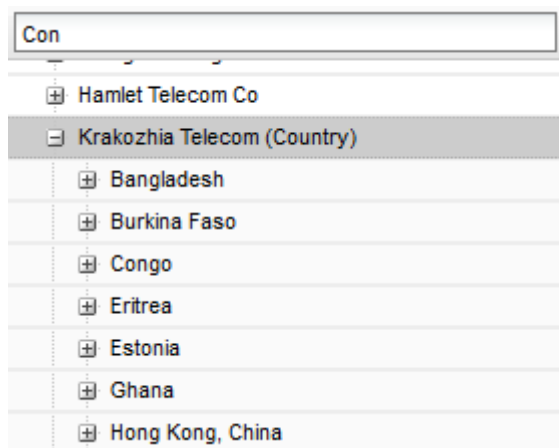 Con
Hamlet Telecom Co
Krakozhia Telecom (Country)
Bangladesh
Burkina Faso
Congo
Eritrea
Estonia
Ghana
Hong Kong, China